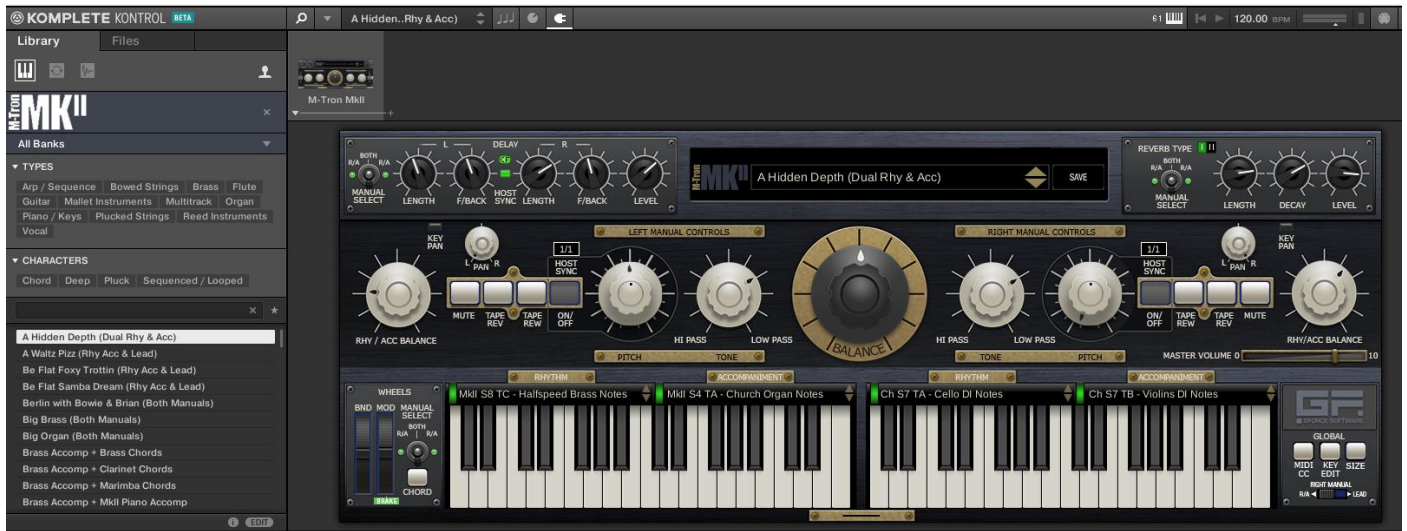 KOMPLETE KONTROL BETA
A Hidden..Rhy & Acc)
61
120.00 BPM
Library
Files
M-Tron MKII
All Banks
TYPES
Arp / Sequence Bowed Strings Brass Flute
Guitar Mallet Instruments Multitrack Organ
Piano / Keys Plucked Strings Reed Instruments
Vocal
CHARACTERS
Chord Deep Pluck Sequenced / Looped
A Hidden Depth (Dual Rhy & Acc)
A Waltz Pizz (Rhy Acc & Lead)
Be Flat Foxy Trottin (Rhy Acc & Lead)
Be Flat Samba Dream (Rhy Acc & Lead)
Berlin with Bowie & Brian (Both Manuals)
Big Brass (Both Manuals)
Big Organ (Both Manuals)
Brass Accomp + Brass Chords
Brass Accomp + Clarinet Chords
Brass Accomp + Marimba Chords
Brass Accomp + MkII Piano Accomp
i EDIT
M-Tron MkII
BOTH
R/A R/A
MANUAL
SELECT
L DELAY R
CF
LENGTH
F/BACK
HOST
SYNC
LENGTH
F/BACK
LEVEL
M-Tron MKII
A Hidden Depth (Dual Rhy & Acc)
SAVE
REVERB TYPE I II
BOTH
R/A R/A
MANUAL
SELECT
LENGTH
DECAY
LEVEL
KEY
PAN
L PAN R
1/1
HOST
SYNC
LEFT MANUAL CONTROLS
RHY / ACC BALANCE
MUTE
TAPE
REV
TAPE
REW
ON/
OFF
HI PASS
LOW PASS
PITCH
TONE
BALANCE
RIGHT MANUAL CONTROLS
1/1
HOST
SYNC
L PAN R
KEY
PAN
HI PASS
LOW PASS
ON/
OFF
TAPE
REW
TAPE
REV
MUTE
RHY/ACC BALANCE
TONE
PITCH
MASTER VOLUME 0 10
WHEELS
BND MOD
MANUAL
SELECT
BOTH
R/A R/A
CHORD
BRAKE
RHYTHM
ACCOMPANIMENT
MkII S8 TC - Halfspeed Brass Notes
MkII S4 TA - Church Organ Notes
RHYTHM
ACCOMPANIMENT
Ch S7 TA - Cello DI Notes
Ch S7 TB - Violins DI Notes
GF
GFORCE SOFTWARE
GLOBAL
MIDI
CC
KEY
EDIT
SIZE
RIGHT MANUAL
R/A LEAD